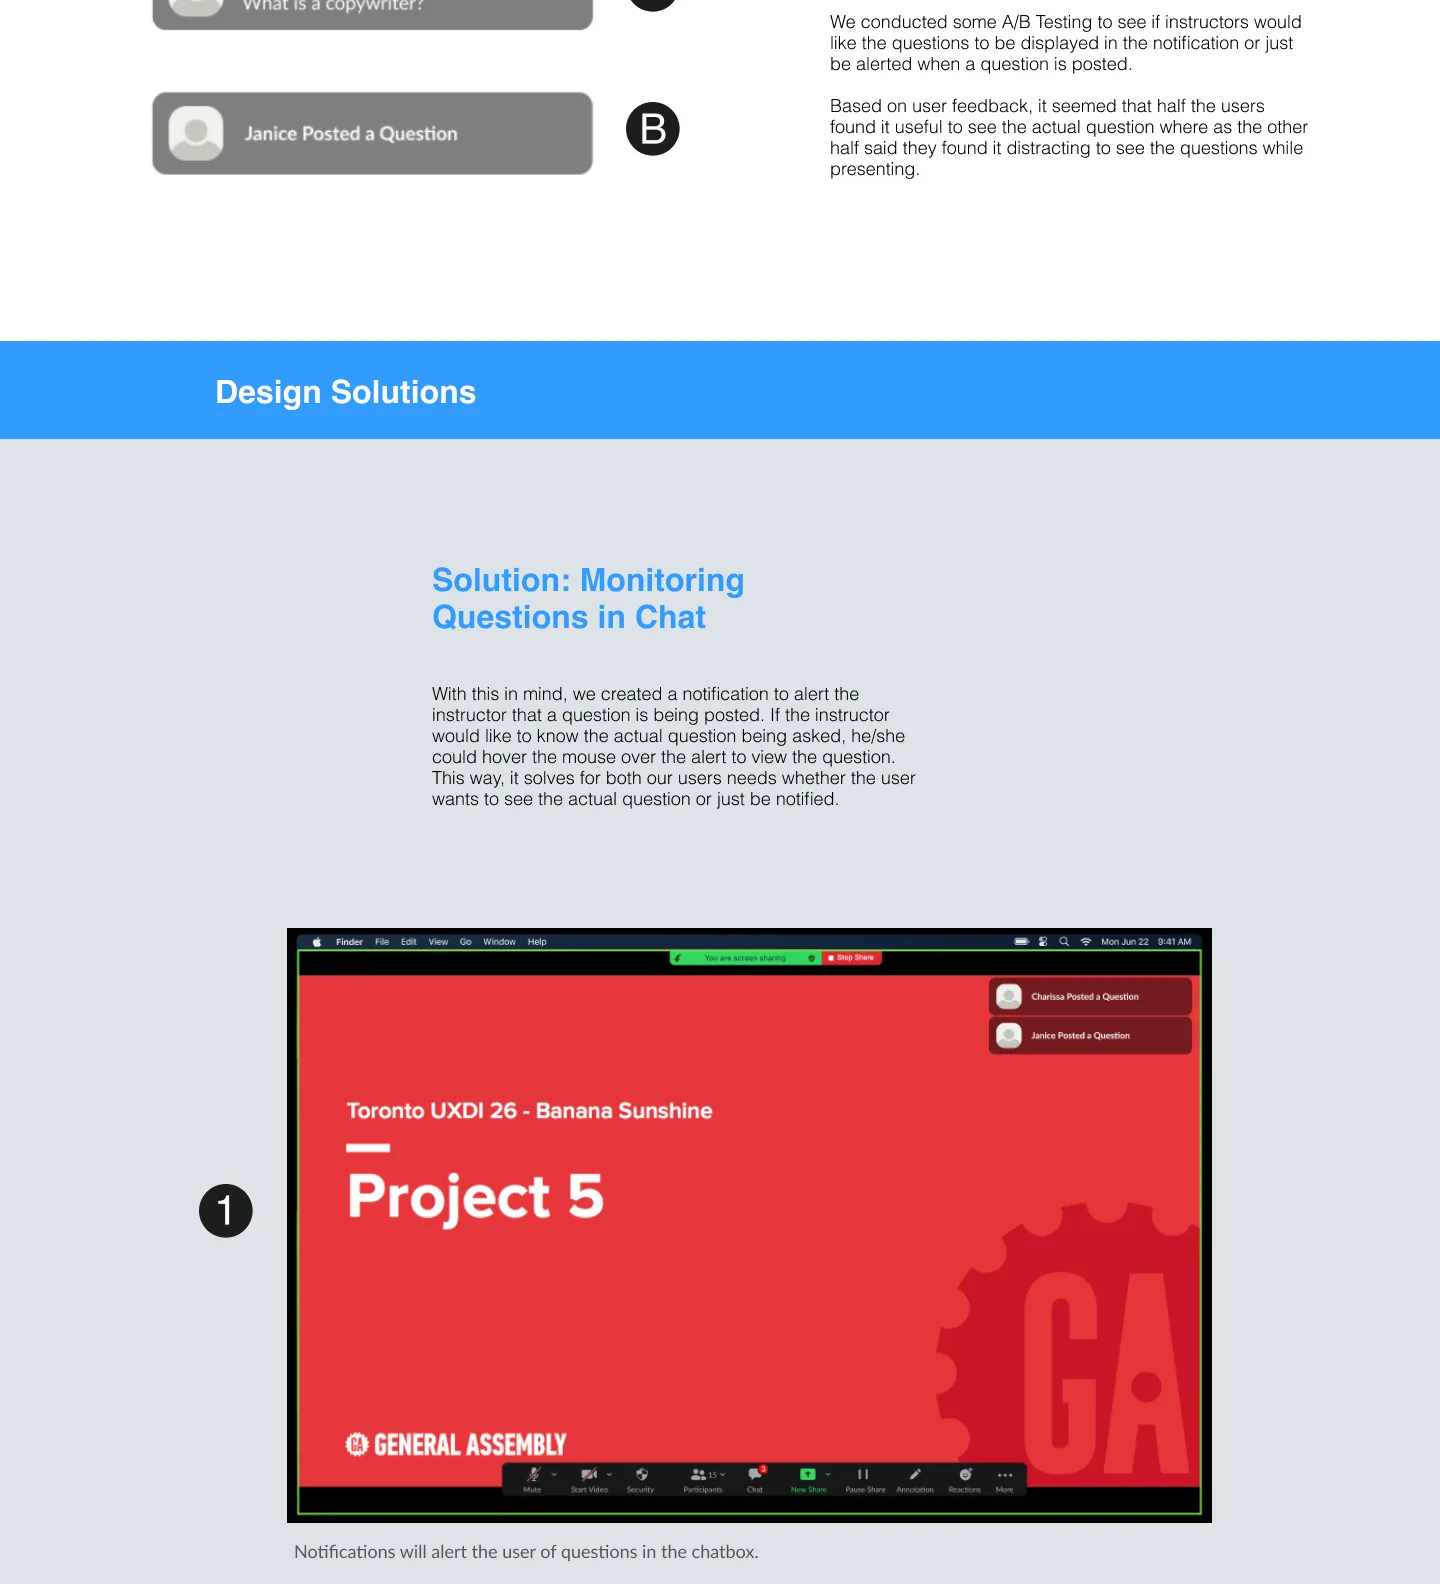 What is a copywriter?
We conducted some A/B Testing to see if instructors would
like the questions to be displayed in the notification or just
be alerted when a question is posted.
Janice Posted a Question
B
Based on user feedback, it seemed that half the users
found it useful to see the actual question where as the other
half said they found it distracting to see the questions while
presenting.
Design Solutions
Solution: Monitoring
Questions in Chat
With this in mind, we created a notification to alert the
instructor that a question is being posted. If the instructor
would like to know the actual question being asked, he/she
could hover the mouse over the alert to view the question.
This way, it solves for both our users needs whether the user
wants to see the actual question or just be notified.
Finder File Edit View Go Window Help Mon Jun 22 9:41 AM
You are screen sharing Stop Share
Charissa Posted a Question
Janice Posted a Question
Toronto UXDI 26 - Banana Sunshine
Project 5
1
GA
GA GENERAL ASSEMBLY
15 3
Mute Start Video Security Participants Chat New Share Pause Share Annotation Reactions More
Notifications will alert the user of questions in the chatbox.